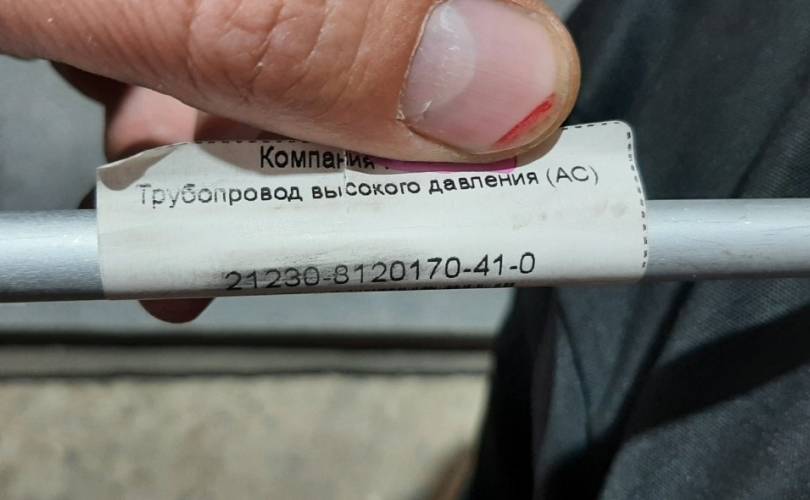 Компания
Трубопровод высокого давления (АС)
21230-8120170-41-0